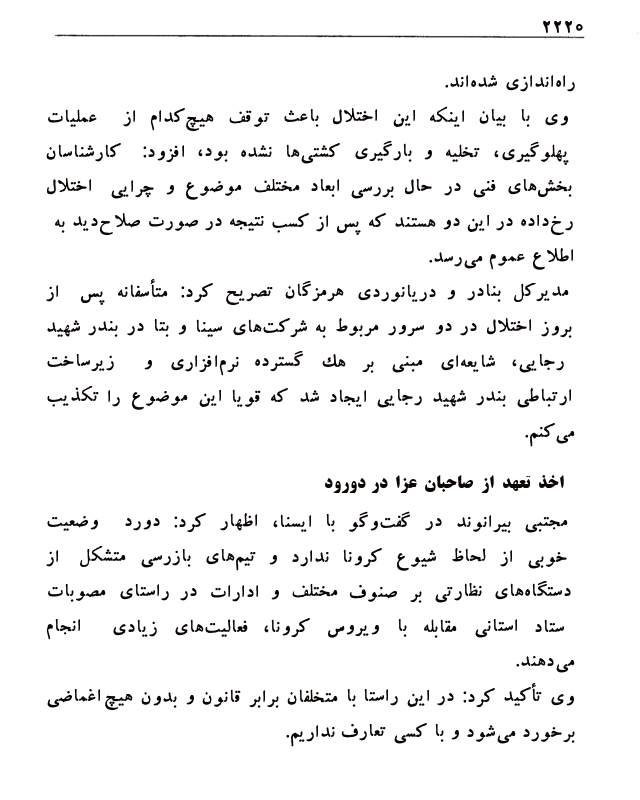 ۲۲۲۰
راه‌اندازی شده‌اند.
وی با بیان اینکه این اختلال باعث توقف هیچ‌کدام از عملیات
پهلوگیری، تخلیه و بارگیری کشتی‌ها نشده بود، افزود: کارشناسان
بخش‌های فنی در حال بررسی ابعاد مختلف موضوع و چرایی اختلال
رخ‌داده در این دو هستند که پس از کسب نتیجه در صورت صلاح‌دید به
اطلاع عموم می‌رسد.
مدیرکل بنادر و دریانوردی هرمزگان تصریح کرد: متأسفانه پس از
بروز اختلال در دو سرور مربوط به شرکت‌های سینا و بتا در بندر شهید
رجایی، شایعه‌ای مبنی بر هك گسترده نرم‌افزاری و زیرساخت
ارتباطی بندر شهید رجایی ایجاد شد که قویا این موضوع را تکذیب
می‌کنم.
اخذ تعهد از صاحبان عزا در دورود
مجتبی بیرانوند در گفت‌وگو با ایسنا، اظهار کرد: دورد وضعیت
خوبی از لحاظ شیوع کرونا ندارد و تیم‌های بازرسی متشکل از
دستگاه‌های نظارتی بر صنوف مختلف و ادارات در راستای مصوبات
ستاد استانی مقابله با ویروس کرونا، فعالیت‌های زیادی انجام
می‌دهند.
وی تأکید کرد: در این راستا با متخلفان برابر قانون و بدون هیچ اغماضی
برخورد می‌شود و با کسی تعارف نداریم.